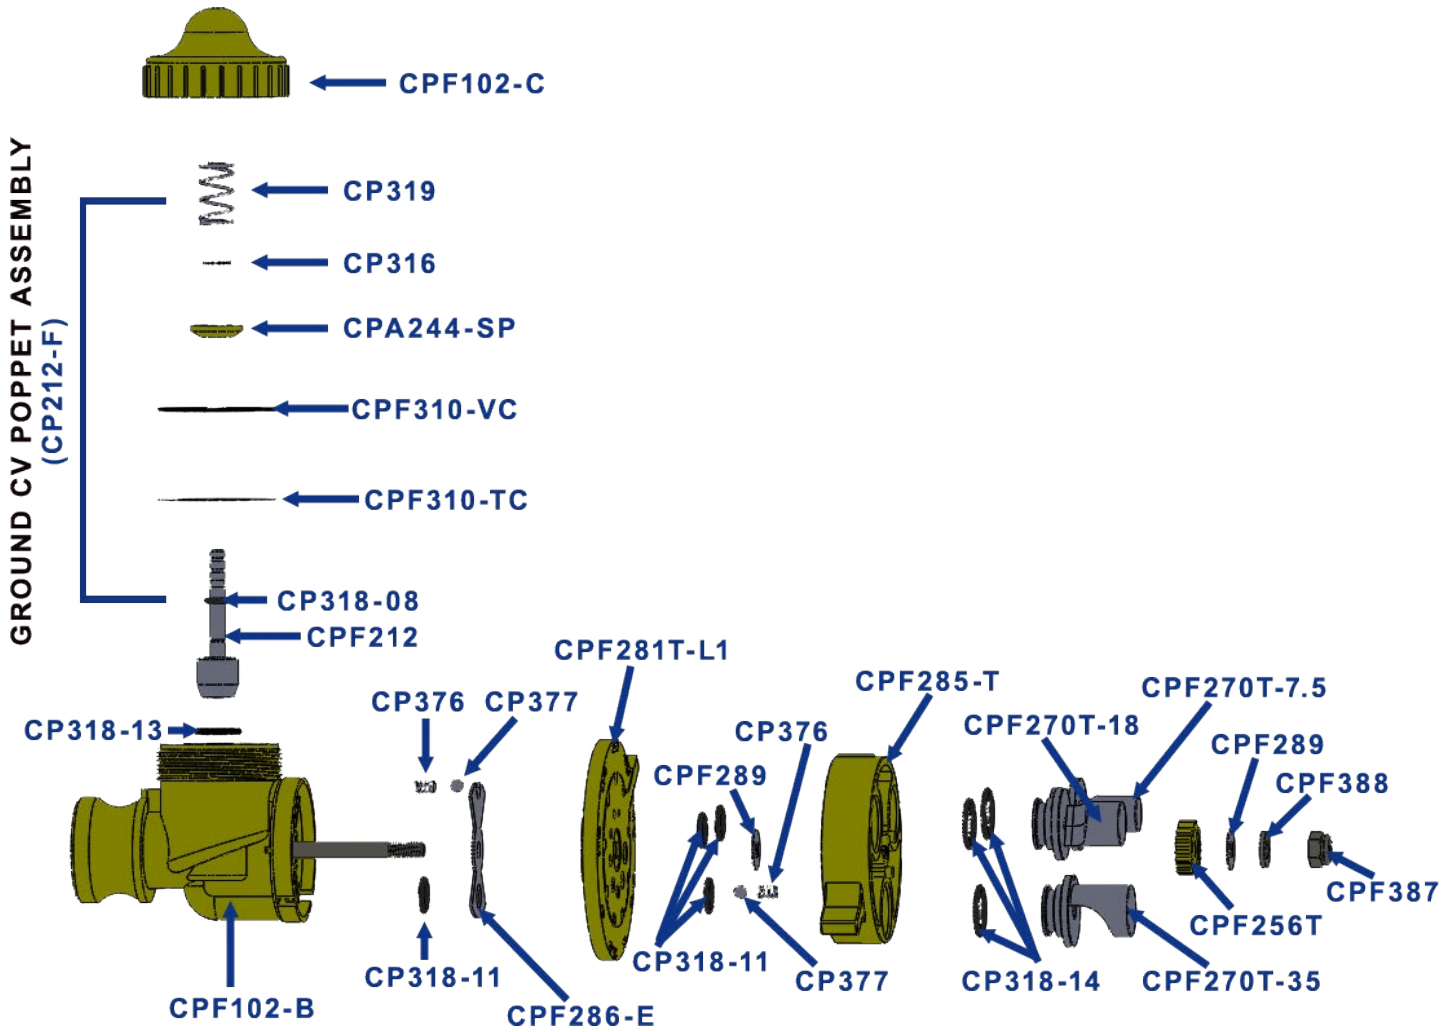 CPF102-C
GROUND CV POPPET ASSEMBLY
(CP212-F)
CP319
CP316
CPA244-SP
CPF310-VC
CPF310-TC
CP318-08
CPF212
CP318-13
CPF281T-L1
CP376
CP377
CPF285-T
CPF270T-7.5
CPF270T-18
CP376
CPF289
CPF289
CPF388
CPF387
CPF256T
CP318-11
CP318-11
CP377
CP318-14
CPF270T-35
CPF102-B
CPF286-E